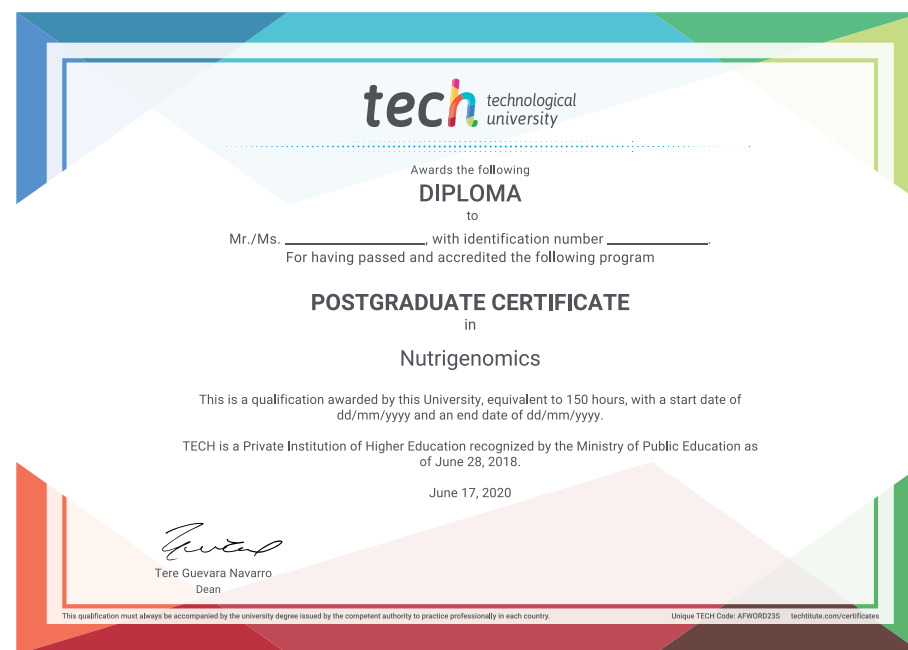 tech technological
university
Awards the following
DIPLOMA
to
Mr./Ms. ____________, with identification number ____________.
For having passed and accredited the following program
POSTGRADUATE CERTIFICATE
in
Nutrigenomics
This is a qualification awarded by this University, equivalent to 150 hours, with a start date of
dd/mm/yyyy and an end date of dd/mm/yyyy.
TECH is a Private Institution of Higher Education recognized by the Ministry of Public Education as
of June 28, 2018.
June 17, 2020
Tere Guevara Navarro
Dean
This qualification must always be accompanied by the university degree issued by the competent authority to practice professionally in each country. Unique TECH Code: AFWORD23S techtitute.com/certificates